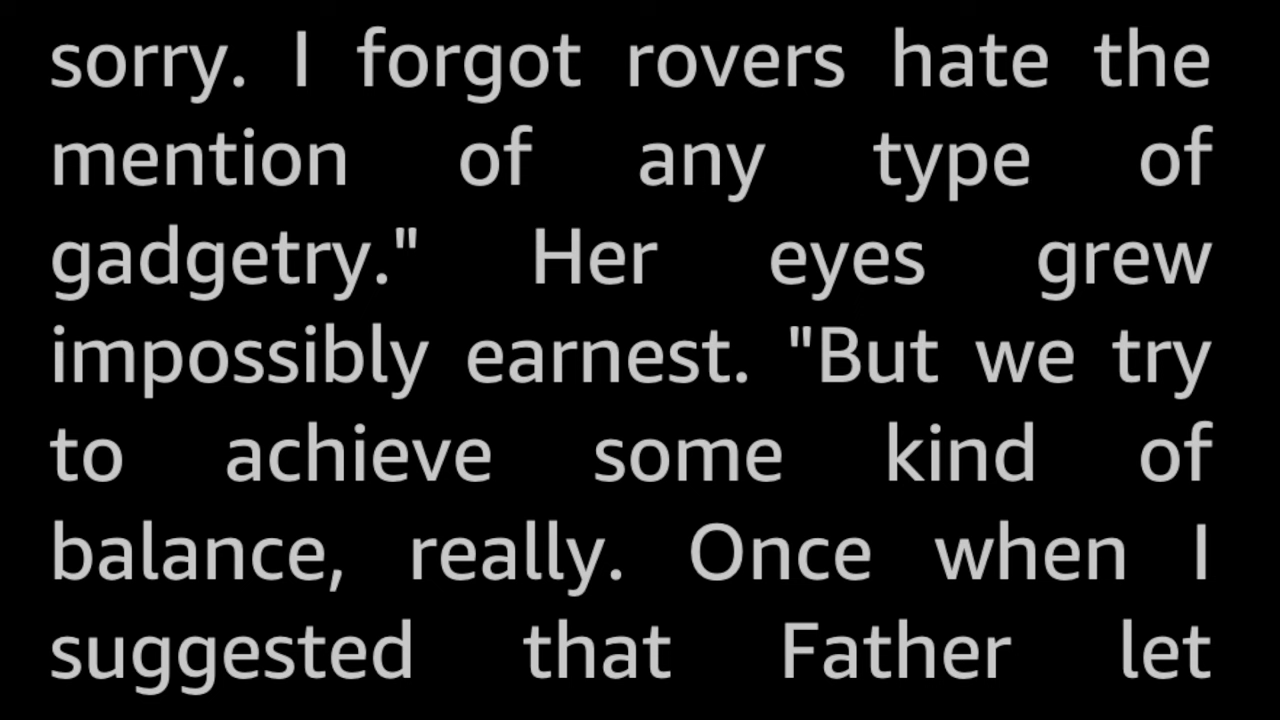 sorry. I forgot rovers hate the
mention of any type of
gadgetry." Her eyes grew
impossibly earnest. "But we try
to achieve some kind of
balance, really. Once when I
suggested that Father let